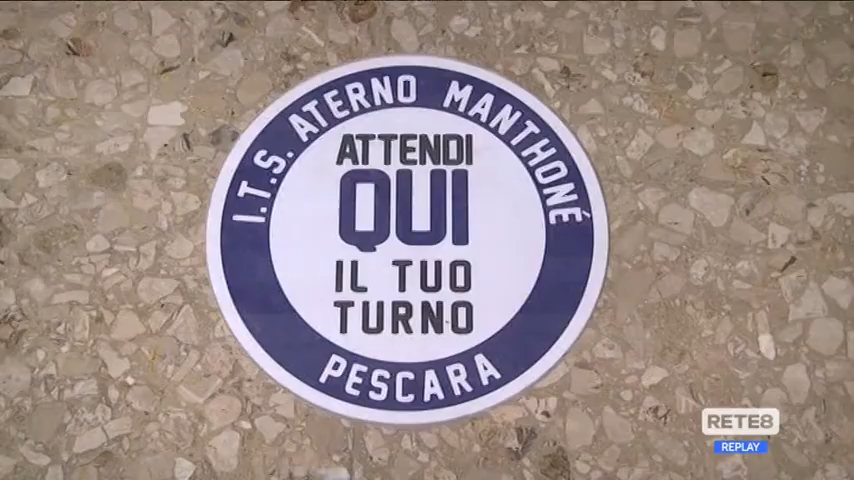 I.T.S. ATERNO MANTHONÉ
ATTENDI
QUI
IL TUO
TURNO
PESCARA
RETE8
REPLAY